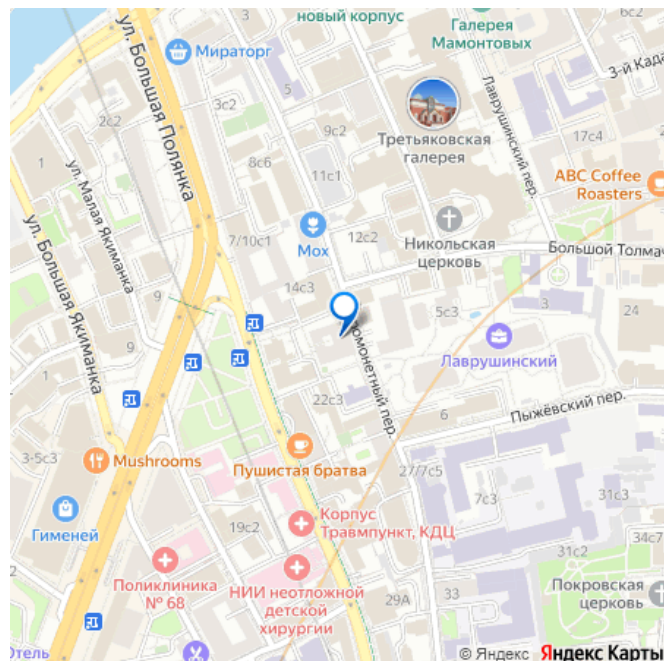 новый корпус
Галерея
Мамонтовых
6с2
Мираторг
ул. Большая Полянка
5
3с2
3-й Када
Лаврушинский пер.
2с2
9с2
Третьяковская
галерея
17с4
1
8с6
11с1
ABC Coffee
Roasters
ул. Малая Якиманка
ул. Большая Якиманка
7/10с1
Мох
12с2
Никольская
церковь
Большой Толмач
14с3
9
5с3
3
24
1
9
Лаврушинский
22с3
6
Пыжёвский пер.
3-5с3
Mushrooms
Пушистая братва
27/7с5
Гименей
7с3
31с3
19с2
Корпус
Травмпункт, КДЦ
34с7
31с2
Поликлиника
№ 68
НИИ неотложной
детской
хирургии
33
29А
Покровская
церковь
© Яндекс Яндекс Карты